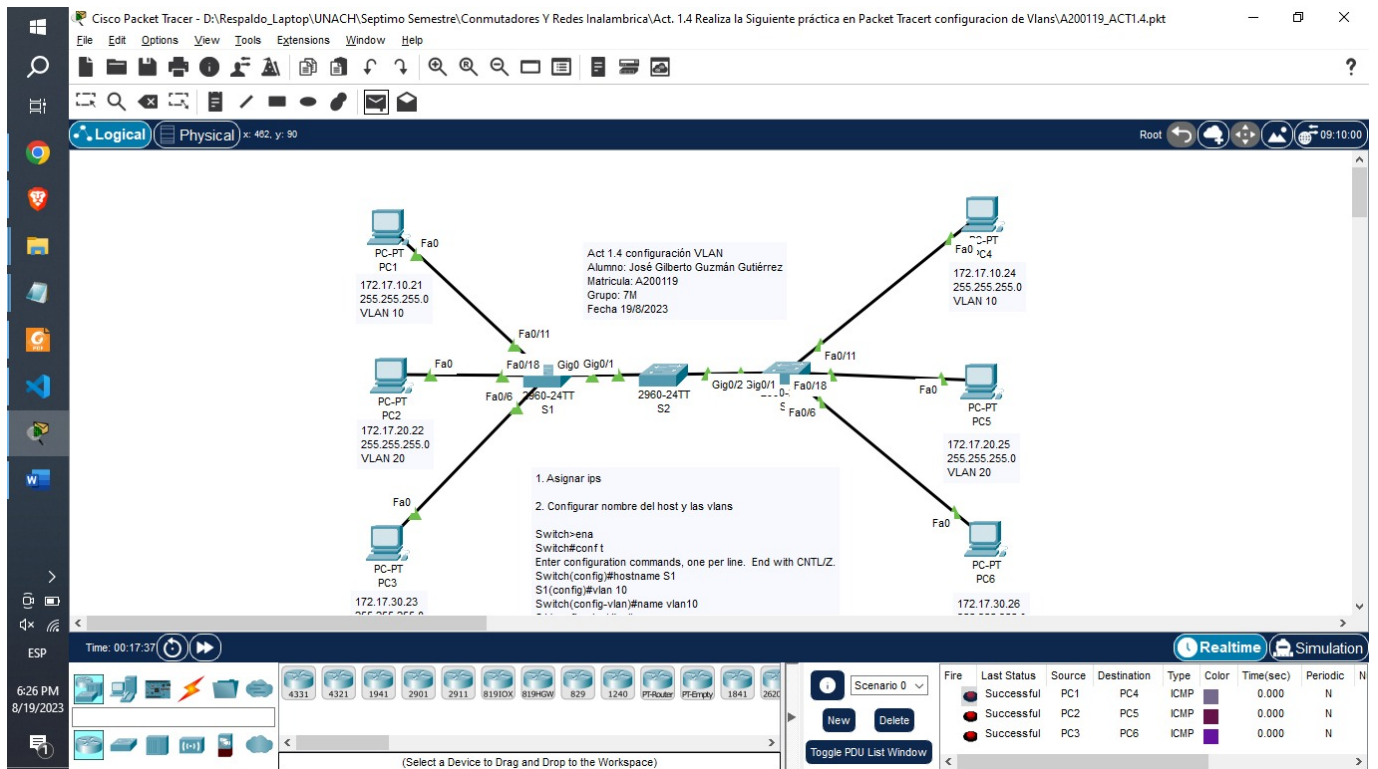 Cisco Packet Tracer - D:\Respaldo_Laptop\UNACH\Septimo Semestre\Conmutadores Y Redes Inalambrica\Act. 1.4 Realiza la Siguiente práctica en Packet Tracert configuracion de Vlans\A200119_ACT1.4.pkt
File Edit Options View Tools Extensions Window Help
?
Logical Physical x: 462, y: 90 Root 09:10:00
PC-PT
PC1
Fa0
172.17.10.21
255.255.255.0
VLAN 10
Act 1.4 configuración VLAN
Alumno: José Gilberto Guzmán Gutiérrez
Matricula: A200119
Grupo: 7M
Fecha 19/8/2023
Fa0
PC4
172.17.10.24
255.255.255.0
VLAN 10
Fa0/11
Fa0/11
Fa0 Fa0/18 Gig0 Gig0/1
Fa0/6
2960-24TT
S1
2960-24TT
S2
Gig0/2 Gig0/1 Fa0/18
Fa0/6
Fa0
PC-PT
PC2
172.17.20.22
255.255.255.0
VLAN 20
PC-PT
PC5
172.17.20.25
255.255.255.0
VLAN 20
1. Asignar ips
2. Configurar nombre del host y las vlans
Switch>ena
Switch#conf t
Enter configuration commands, one per line. End with CNTL/Z.
Switch(config)#hostname S1
S1(config)#vlan 10
Switch(config-vlan)#name vlan10
Fa0
PC-PT
PC3
172.17.30.23
Fa0
PC-PT
PC6
172.17.30.26
Time: 00:17:37 Realtime Simulation
4331 4321 1941 2901 2911 819IOX 819HGW 829 1240 PT-Router PT-Empty 1841 2620
(Select a Device to Drag and Drop to the Workspace)
Scenario 0
New Delete
Toggle PDU List Window
Fire Last Status Source Destination Type Color Time(sec) Periodic N
Successful PC1 PC4 ICMP 0.000 N
Successful PC2 PC5 ICMP 0.000 N
Successful PC3 PC6 ICMP 0.000 N
ESP
6:26 PM
8/19/2023
1